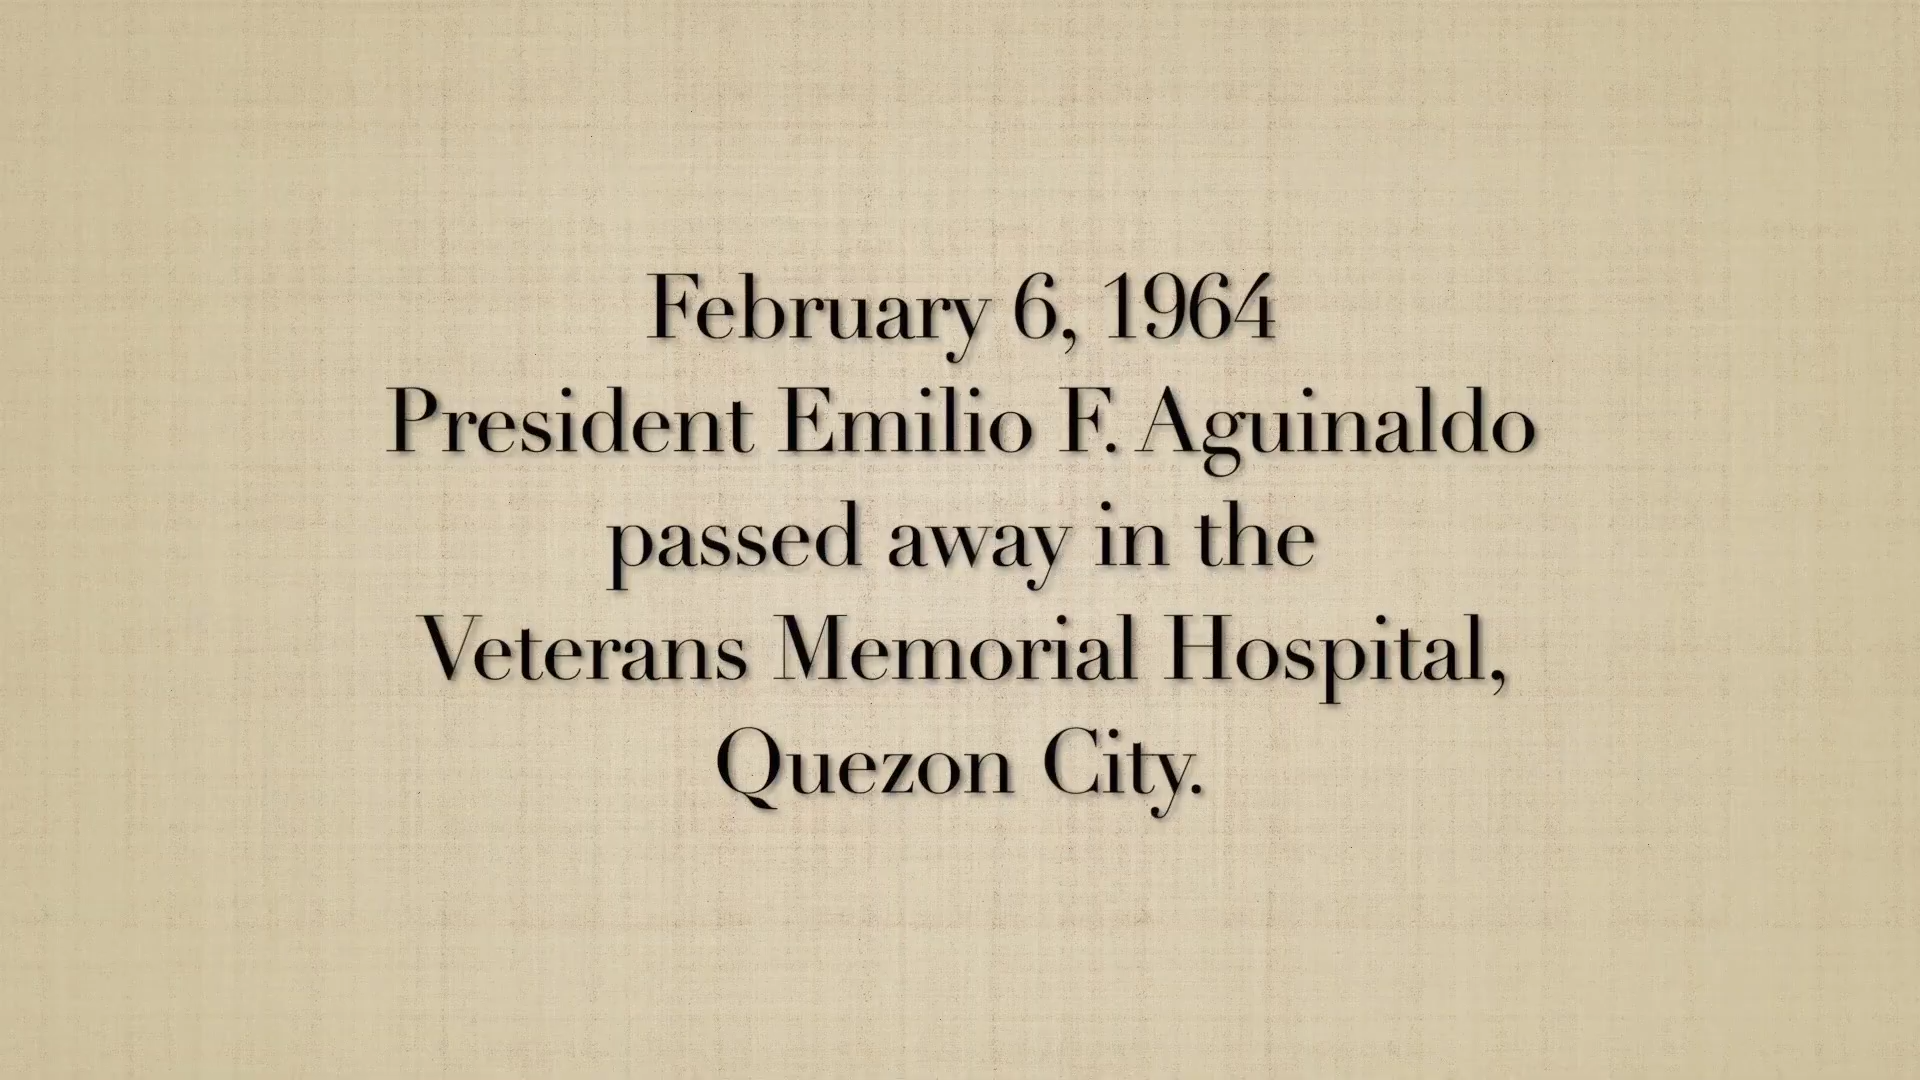 February 6, 1964
President Emilio F. Aguinaldo
passed away in the
Veterans Memorial Hospital,
Quezon City.